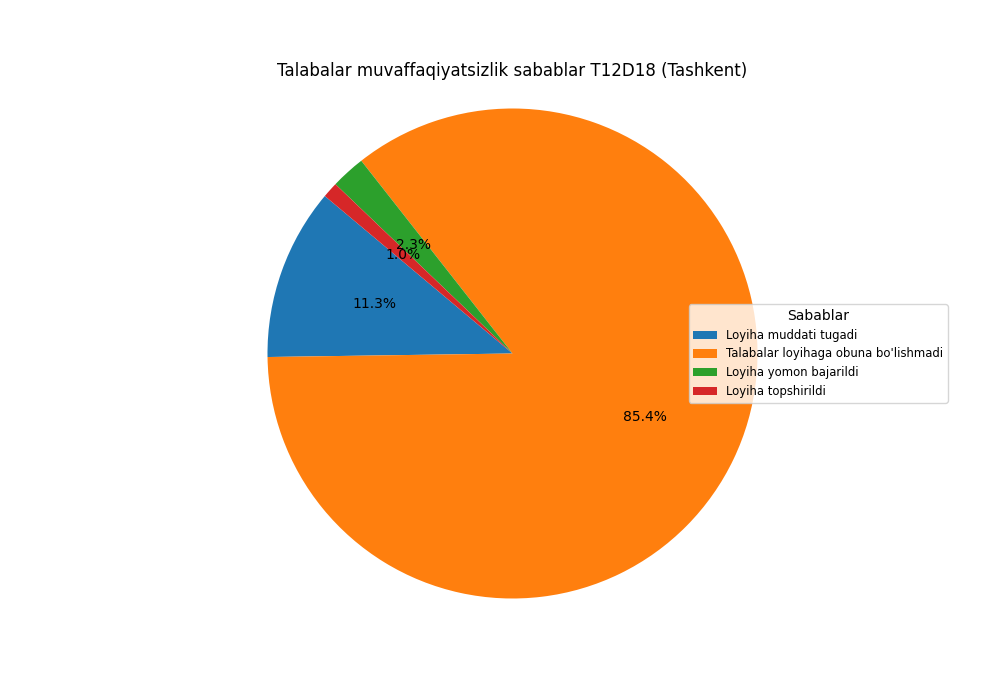 Talabalar muvaffaqiyatsizlik sabablar T12D18 (Tashkent)
2.3%
1.0%
11.3%
85.4%
Sabablar
Loyiha muddati tugadi
Talabalar loyihaga obuna bo'lishmadi
Loyiha yomon bajarildi
Loyiha topshirildi